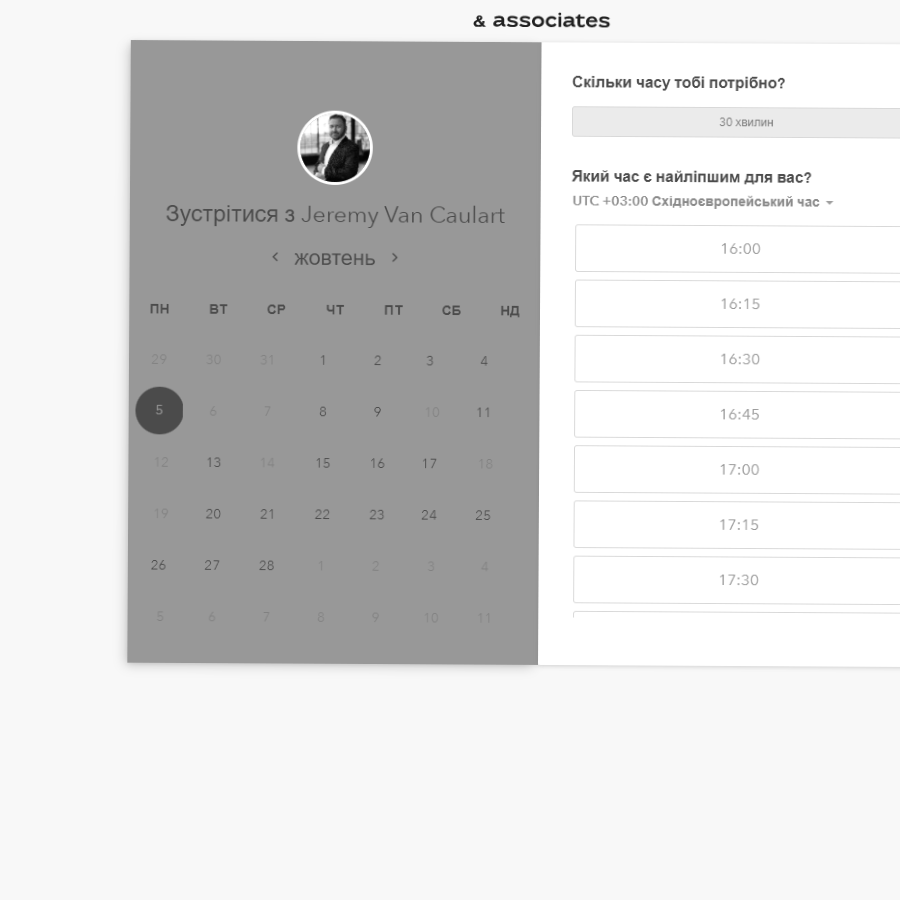 & associates
Зустрітися з Jeremy Van Caulart
жовтень
ПН ВТ СР ЧТ ПТ СБ НД
29 30 31 1 2 3 4
5 6 7 8 9 10 11
12 13 14 15 16 17 18
19 20 21 22 23 24 25
26 27 28 1 2 3 4
5 6 7 8 9 10 11
Скільки часу тобі потрібно?
30 хвилин
Який час є найліпшим для вас?
UTC +03:00 Східноєвропейський час
16:00
16:15
16:30
16:45
17:00
17:15
17:30